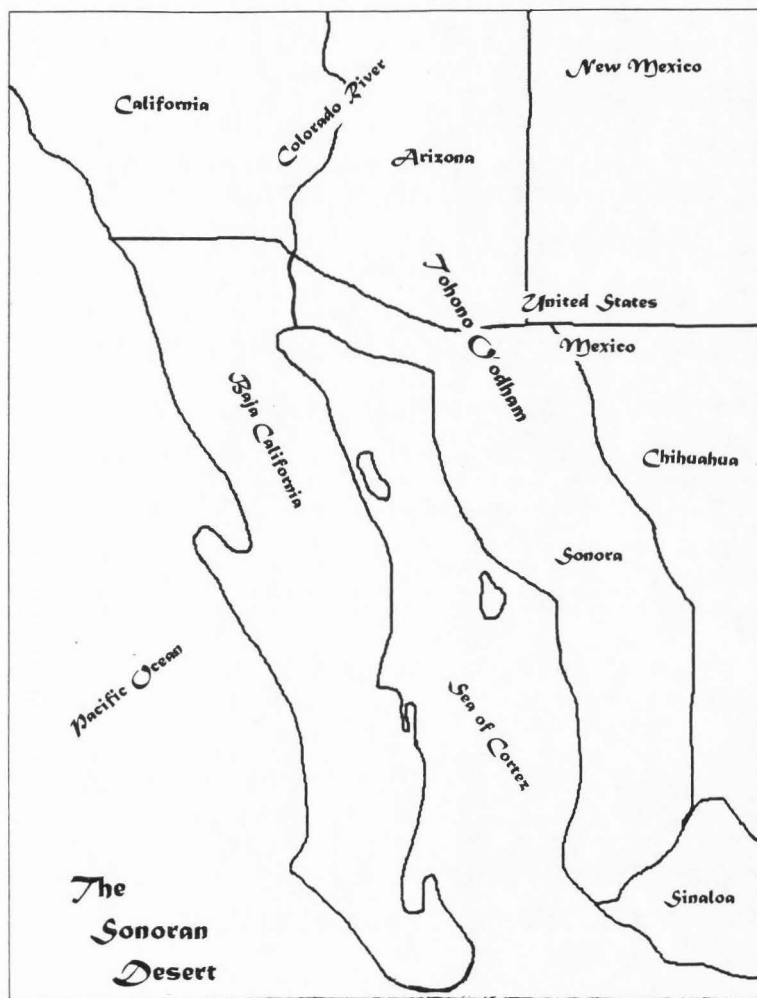 New Mexico
California
Colorado River
Arizona
Tohono O'odham
United States
Mexico
Baja California
Chihuahua
Sonora
Pacific Ocean
Sea of Cortez
The
Sonoran
Desert
Sinaloa